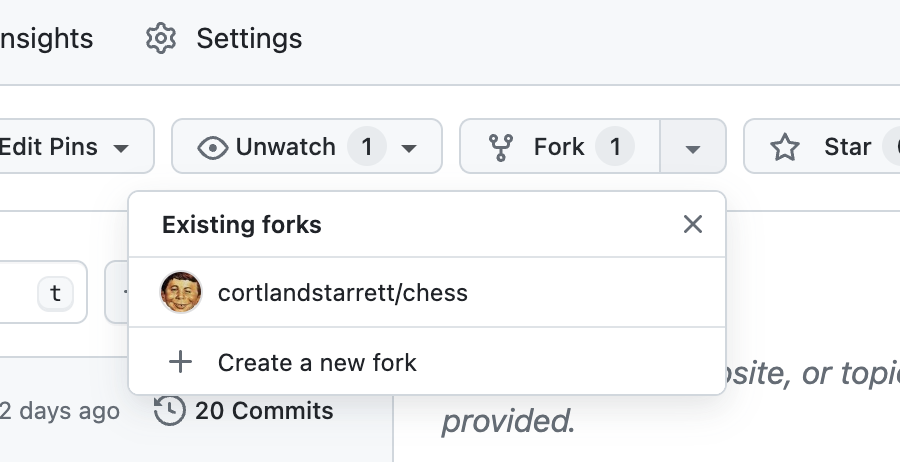 nsights Settings
Edit Pins Unwatch 1 Fork 1 Star
Existing forks
cortlandstarrett/chess
t
Create a new fork
site, or topic
2 days ago 20 Commits
provided.